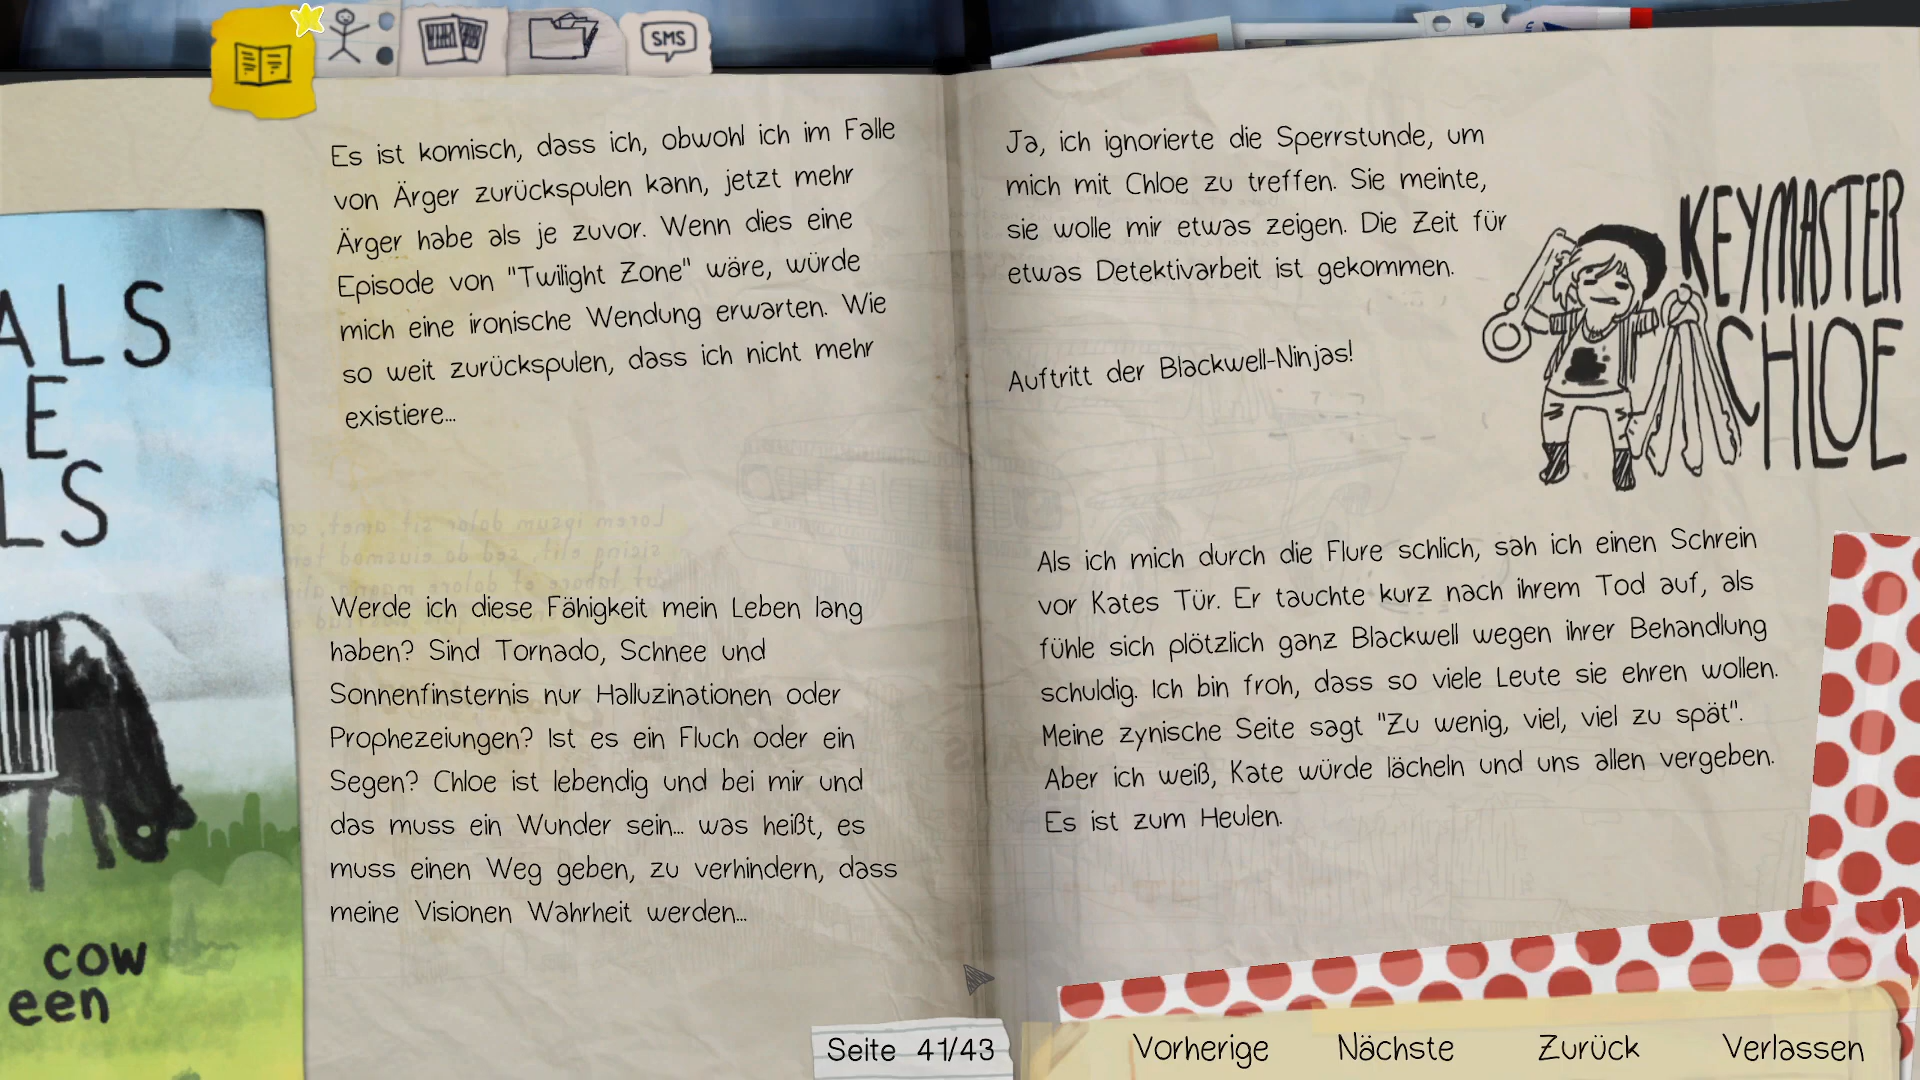 SMS
ALS
E
LS
cow
een
Es ist komisch, dass ich, obwohl ich im Falle
von Ärger zurückspulen kann, jetzt mehr
Ärger habe als je zuvor. Wenn dies eine
Episode von "Twilight Zone" wäre, würde
mich eine ironische Wendung erwarten. Wie
so weit zurückspulen, dass ich nicht mehr
existiere...
Werde ich diese Fähigkeit mein Leben lang
haben? Sind Tornado, Schnee und
Sonnenfinsternis nur Halluzinationen oder
Prophezeiungen? Ist es ein Fluch oder ein
Segen? Chloe ist lebendig und bei mir und
das muss ein Wunder sein... was heißt, es
muss einen Weg geben, zu verhindern, dass
meine Visionen Wahrheit werden...
Ja, ich ignorierte die Sperrstunde, um
mich mit Chloe zu treffen. Sie meinte,
sie wolle mir etwas zeigen. Die Zeit für
etwas Detektivarbeit ist gekommen.
Auftritt der Blackwell-Ninjas!
KEYMASTER
CHLOE
Als ich mich durch die Flure schlich, sah ich einen Schrein
vor Kates Tür. Er tauchte kurz nach ihrem Tod auf, als
fühle sich plötzlich ganz Blackwell wegen ihrer Behandlung
schuldig. Ich bin froh, dass so viele Leute sie ehren wollen.
Meine zynische Seite sagt "Zu wenig, viel, viel zu spät".
Aber ich weiß, Kate würde lächeln und uns allen vergeben.
Es ist zum Heulen.
Seite 41/43
Vorherige
Nächste
Zurück
Verlassen